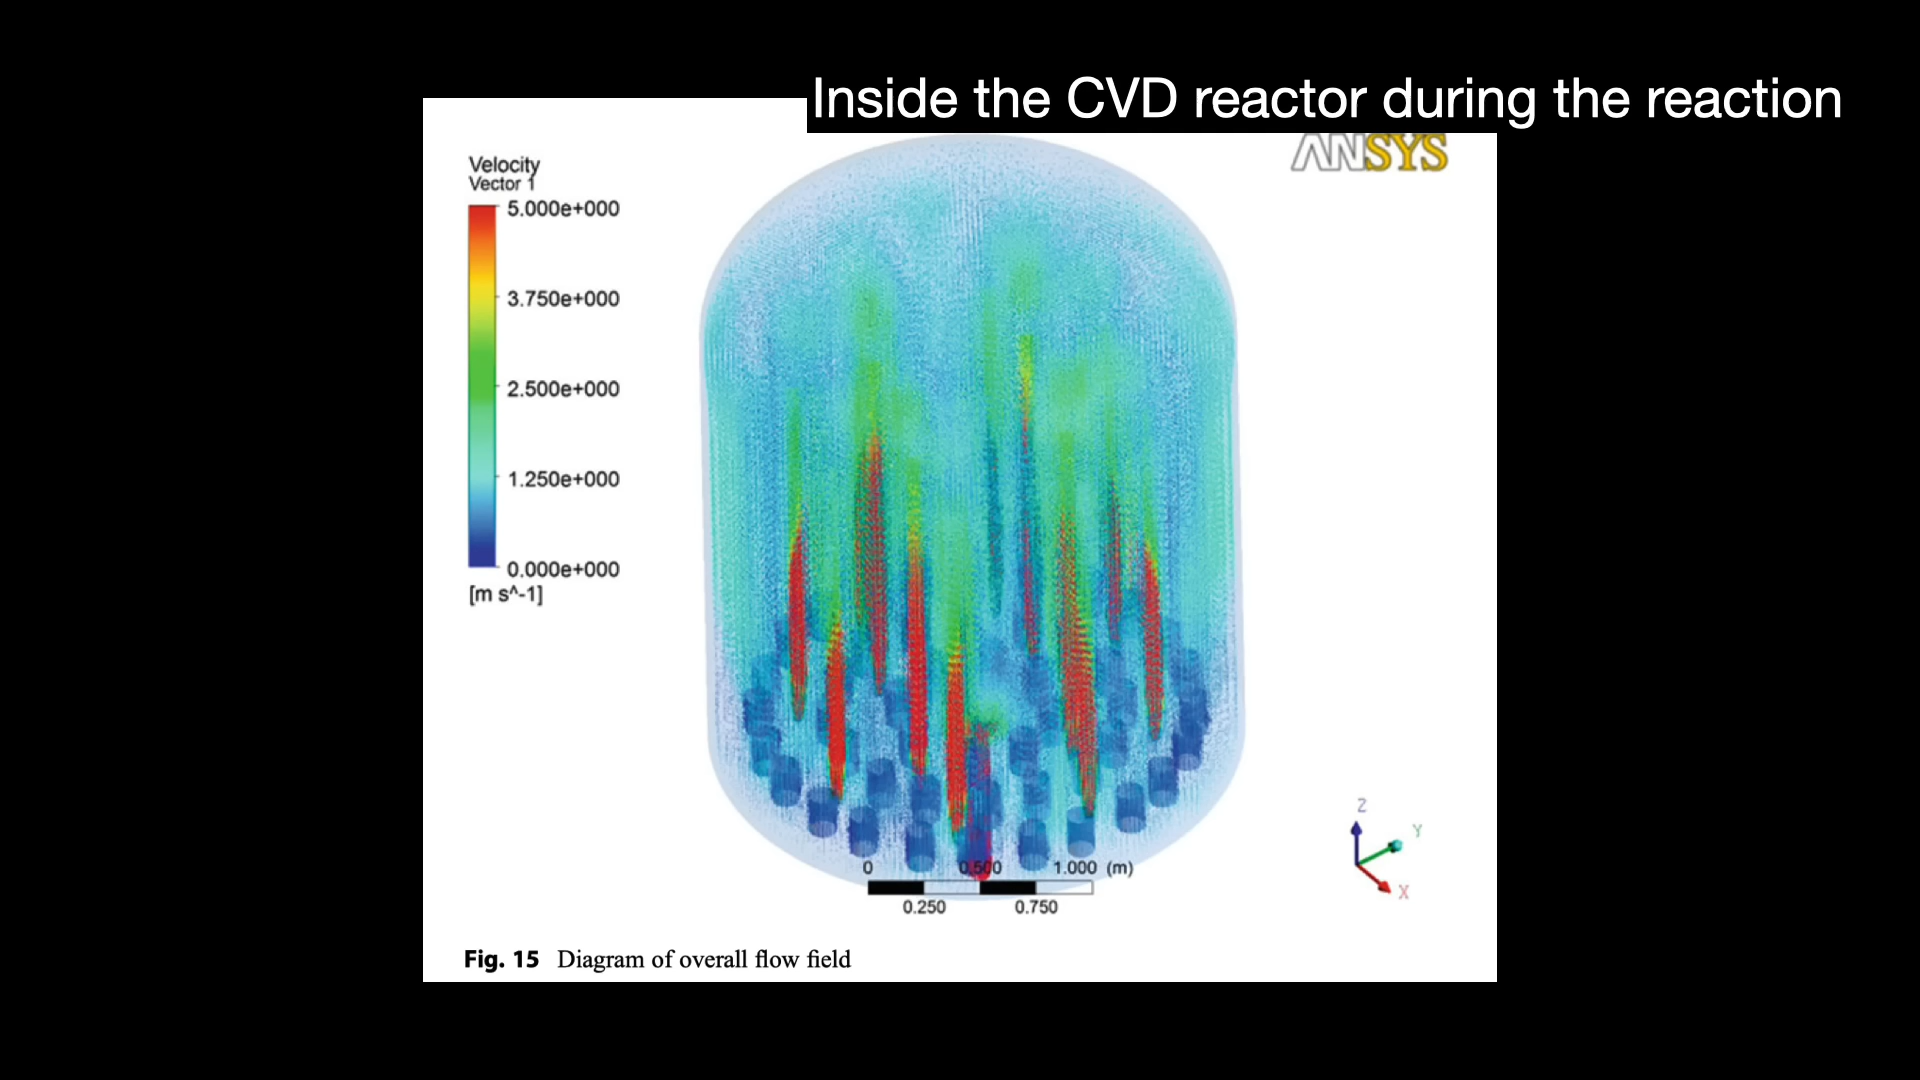 Inside the CVD reactor during the reaction
ANSYS
Velocity
Vector 1
5.000e+000
3.750e+000
2.500e+000
1.250e+000
0.000e+000
[m s^-1]
0 0.500 1.000 (m)
0.250 0.750
Z
Y
X
Fig. 15 Diagram of overall flow field